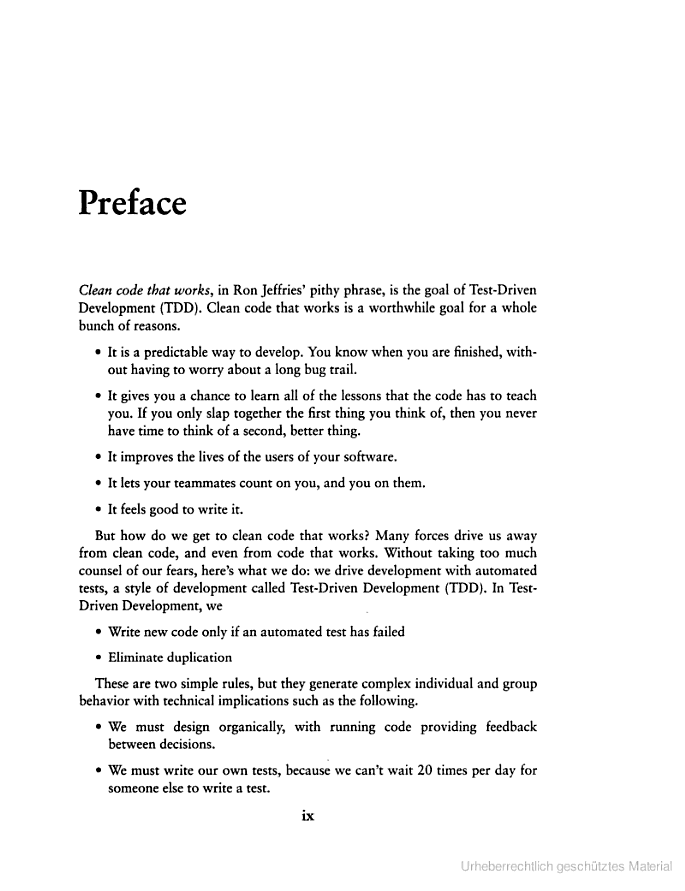 Preface
Clean code that works, in Ron Jeffries' pithy phrase, is the goal of Test-Driven
Development (TDD). Clean code that works is a worthwhile goal for a whole
bunch of reasons.
• It is a predictable way to develop. You know when you are finished, with-
out having to worry about a long bug trail.
• It gives you a chance to learn all of the lessons that the code has to teach
you. If you only slap together the first thing you think of, then you never
have time to think of a second, better thing.
• It improves the lives of the users of your software.
• It lets your teammates count on you, and you on them.
• It feels good to write it.
But how do we get to clean code that works? Many forces drive us away
from clean code, and even from code that works. Without taking too much
counsel of our fears, here's what we do: we drive development with automated
tests, a style of development called Test-Driven Development (TDD). In Test-
Driven Development, we
• Write new code only if an automated test has failed
• Eliminate duplication
These are two simple rules, but they generate complex individual and group
behavior with technical implications such as the following.
• We must design organically, with running code providing feedback
between decisions.
• We must write our own tests, because we can't wait 20 times per day for
someone else to write a test.
ix
Urheberrechtlich geschütztes Material